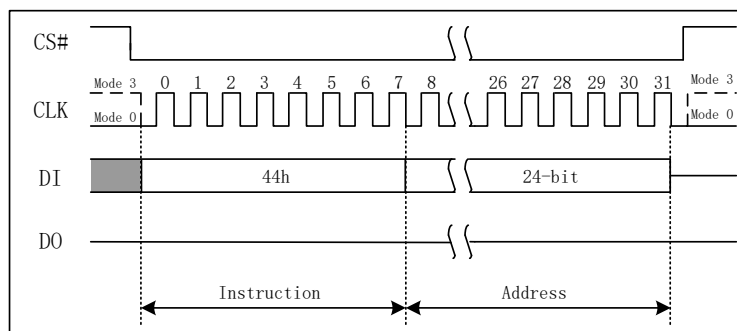 CS#
Mode 3 0 1 2 3 4 5 6 7 8 26 27 28 29 30 31 Mode 3
CLK
Mode 0 Mode 0
DI 44h 24-bit
DO
Instruction Address